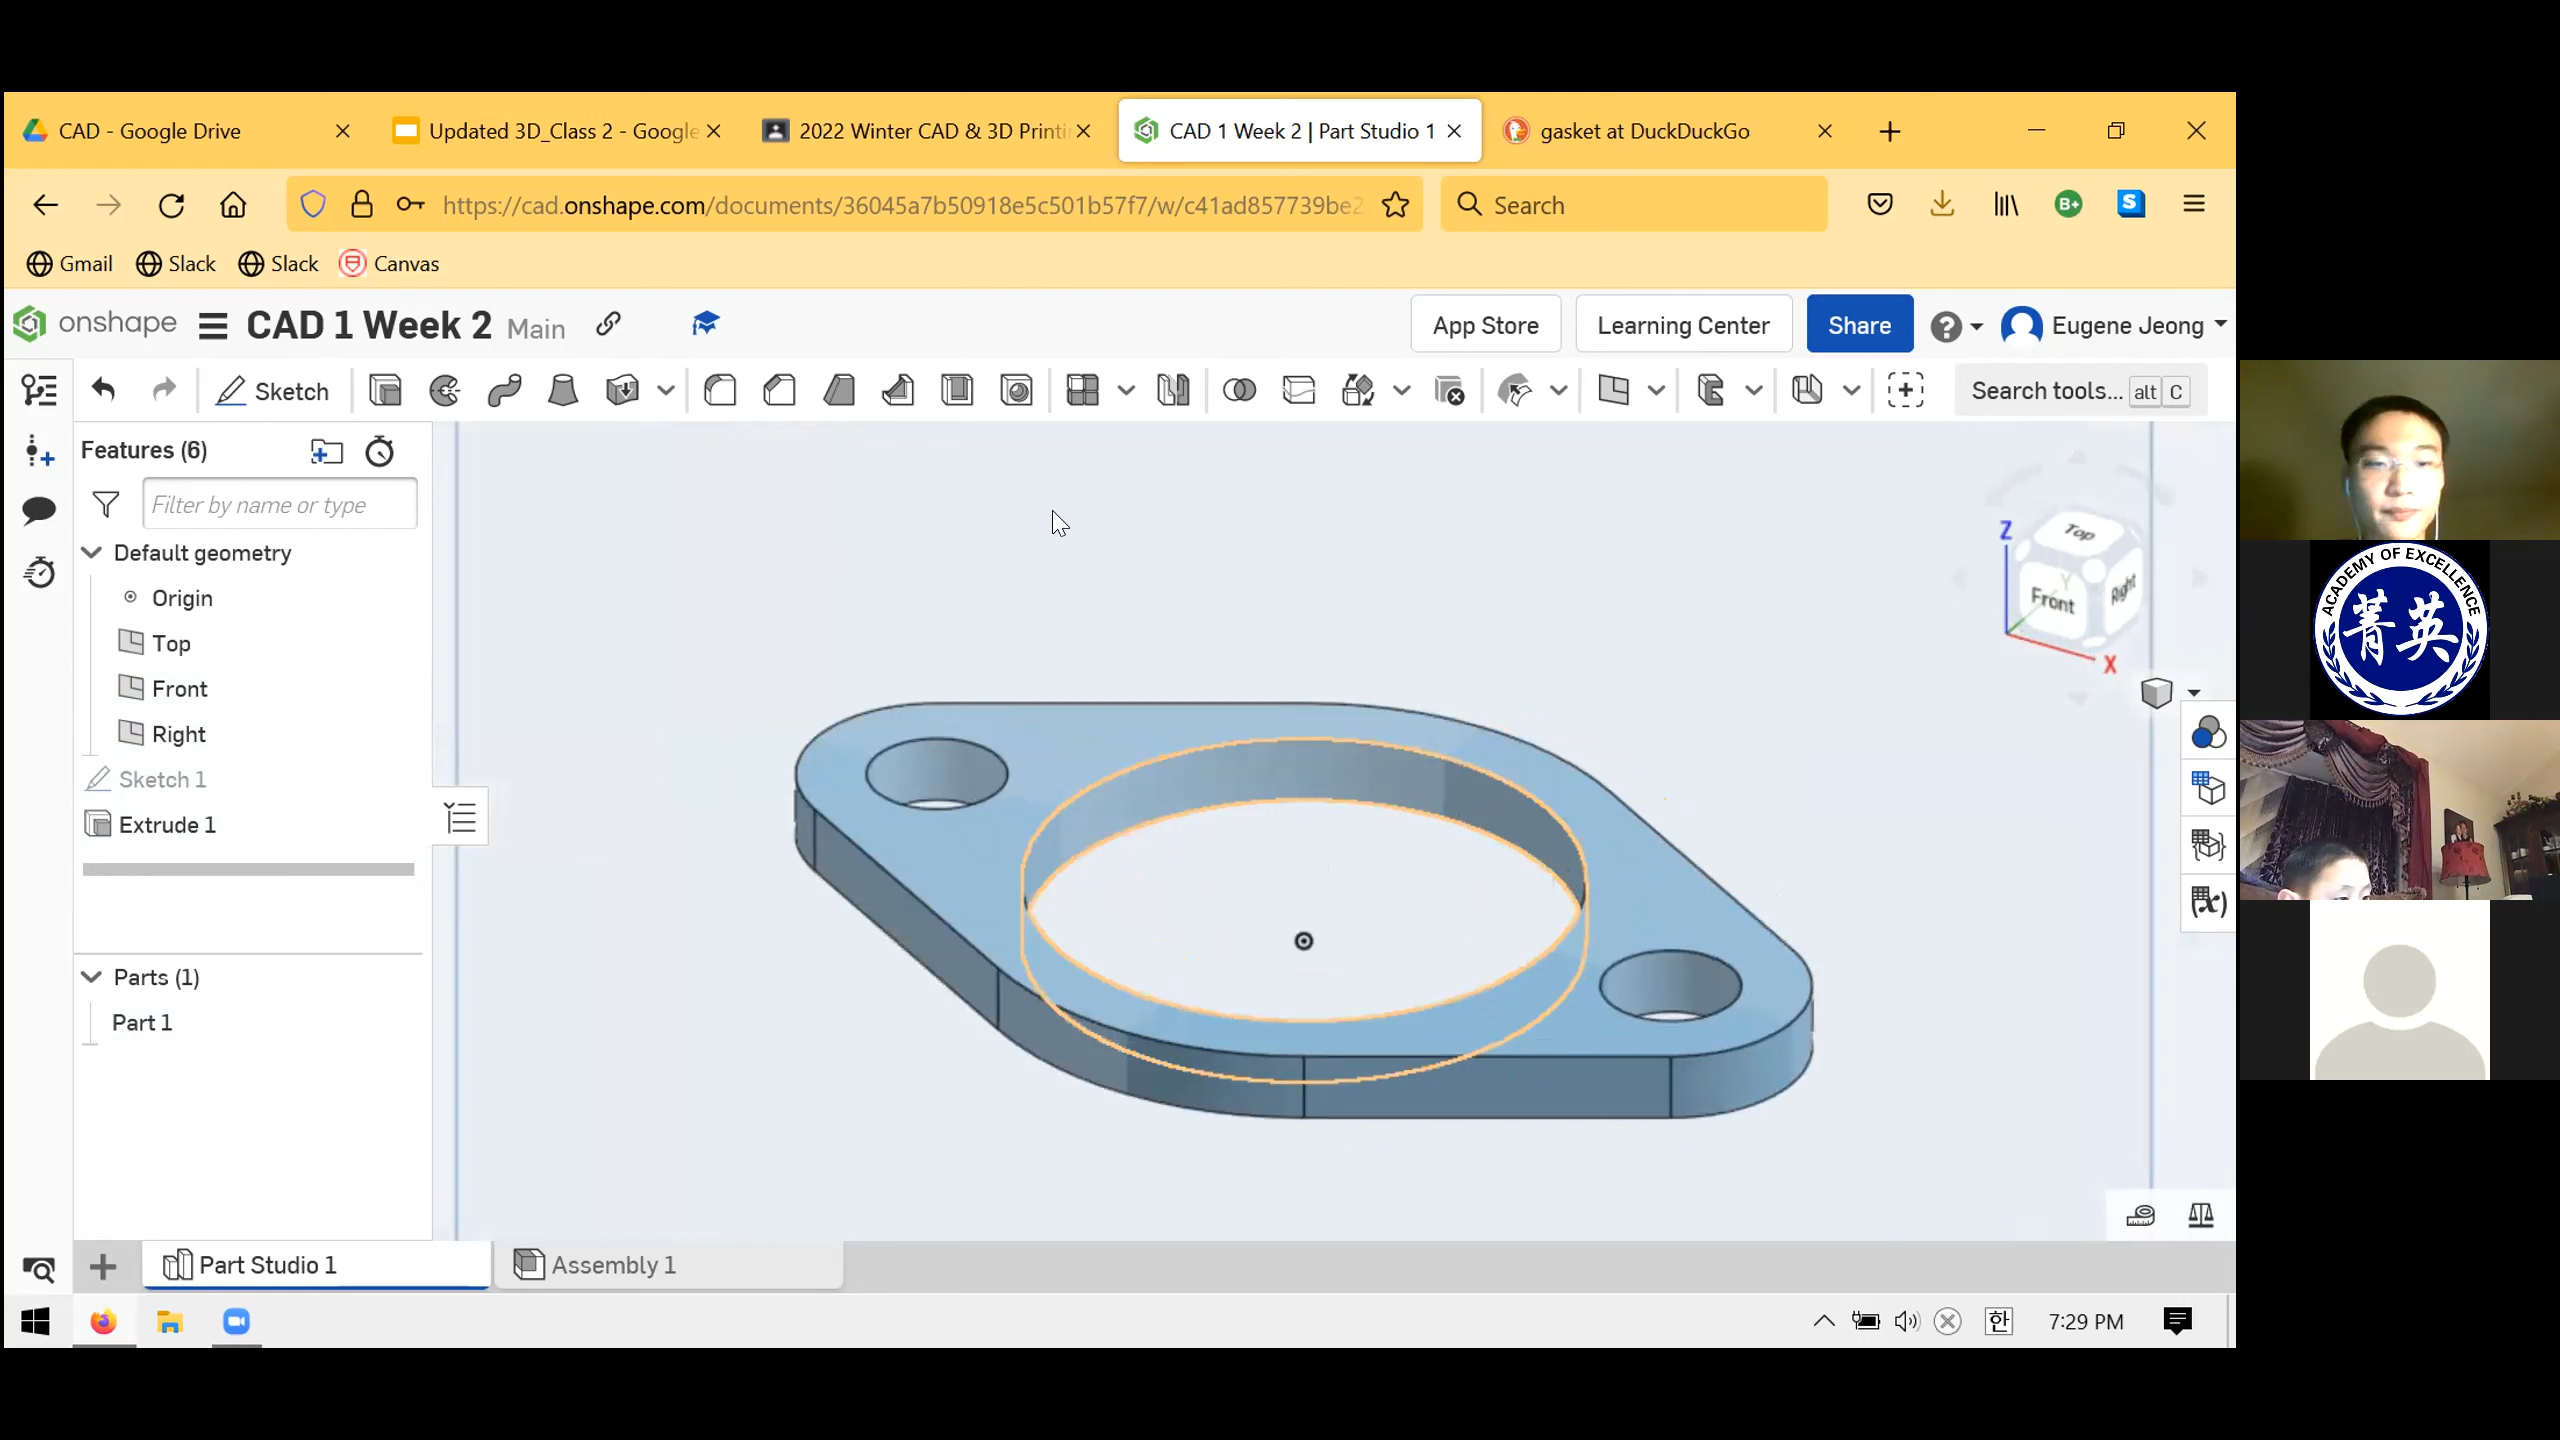 CAD - Google Drive
Updated 3D_Class 2 - Google
2022 Winter CAD & 3D Printi
CAD 1 Week 2 | Part Studio 1
gasket at DuckDuckGo
https://cad.onshape.com/documents/36045a7b50918e5c501b57f7/w/c41ad857739be2
Search
B+
S
Gmail
Slack
Slack
Canvas
onshape
CAD 1 Week 2
Main
App Store
Learning Center
Share
Eugene Jeong
Sketch
Search tools...
alt
C
Features (6)
Filter by name or type
Default geometry
Origin
Top
Front
Right
Sketch 1
Extrude 1
Parts (1)
Part 1
Z
Top
Y
Front
Right
X
(x)
ACADEMY OF EXCELLENCE
菁英
Part Studio 1
Assembly 1
한
7:29 PM